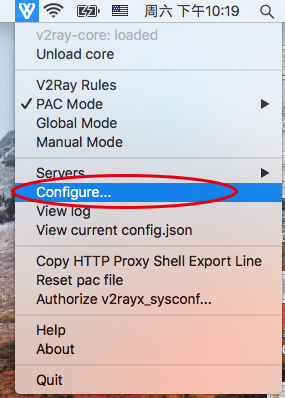 周六 下午10:19
v2ray-core: loaded
Unload core
V2Ray Rules
PAC Mode
Global Mode
Manual Mode
Servers
Configure...
View log
View current config.json
Copy HTTP Proxy Shell Export Line
Reset pac file
Authorize v2rayx_sysconf...
Help
About
Quit